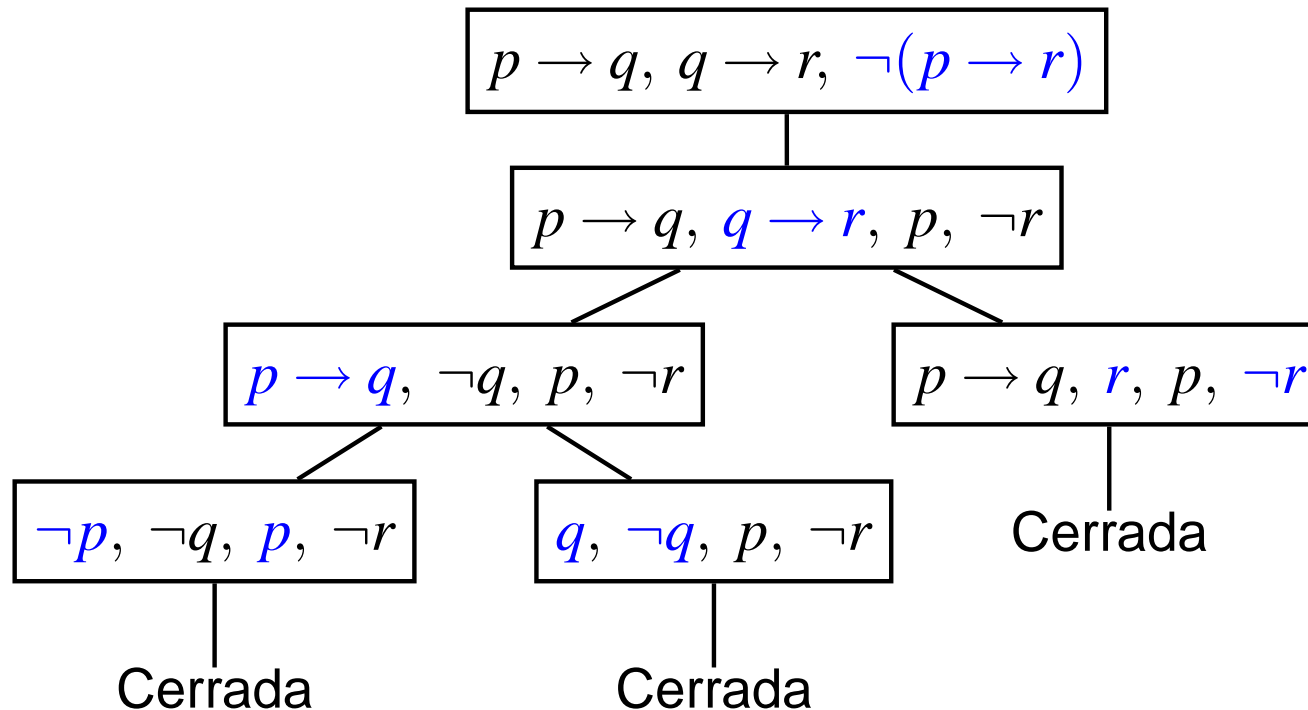 p → q, q → r, ¬(p → r)
p → q, q → r, p, ¬r
p → q, ¬q, p, ¬r
p → q, r, p, ¬r
¬p, ¬q, p, ¬r
q, ¬q, p, ¬r
Cerrada
Cerrada
Cerrada